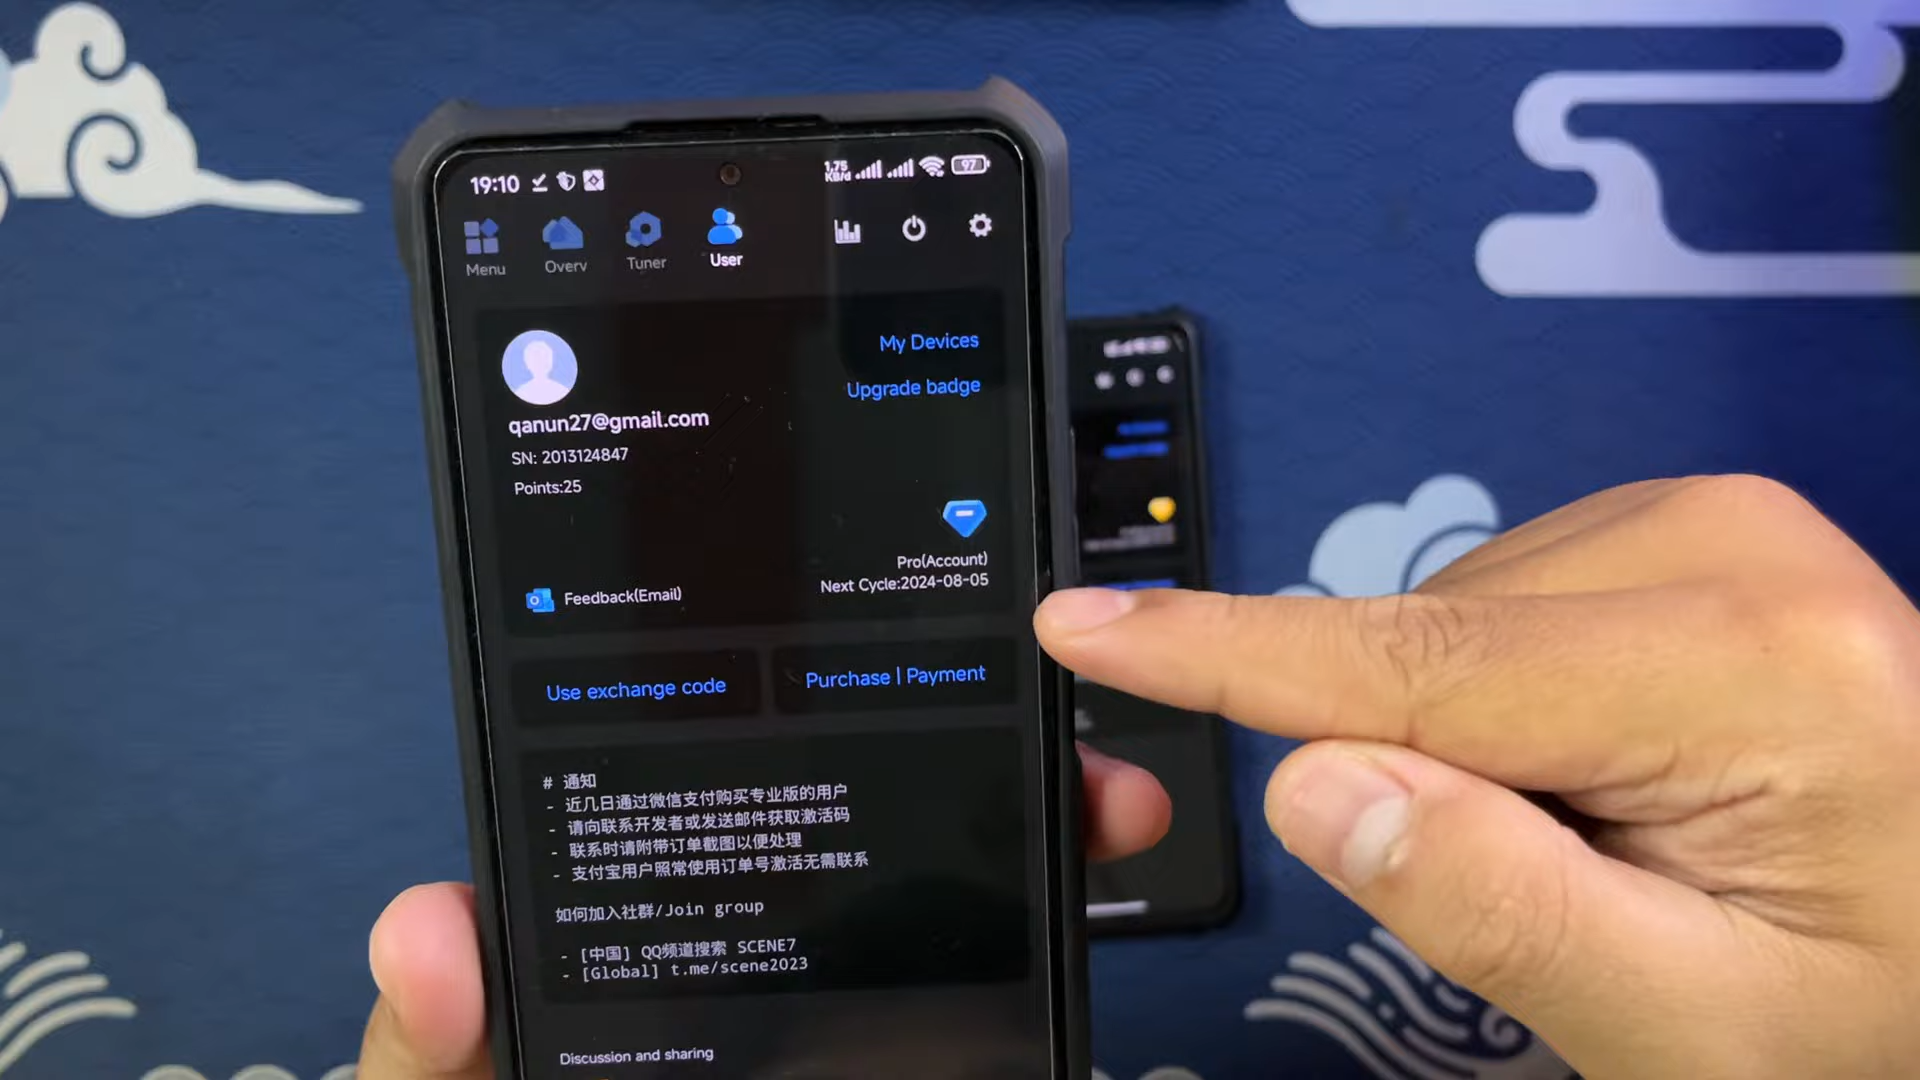 19:10
1.75
KB/d
97
Menu
Overv
Tuner
User
My Devices
Upgrade badge
qanun27@gmail.com
SN: 2013124847
Points:25
Pro(Account)
Next Cycle:2024-08-05
Feedback(Email)
Use exchange code
Purchase | Payment
# 通知
- 近几日通过微信支付购买专业版的用户
- 请向联系开发者或发送邮件获取激活码
- 联系时请附带订单截图以便处理
- 支付宝用户照常使用订单号激活无需联系
如何加入社群/Join group
- [中国] QQ频道搜索 SCENE7
- [Global] t.me/scene2023
Discussion and sharing